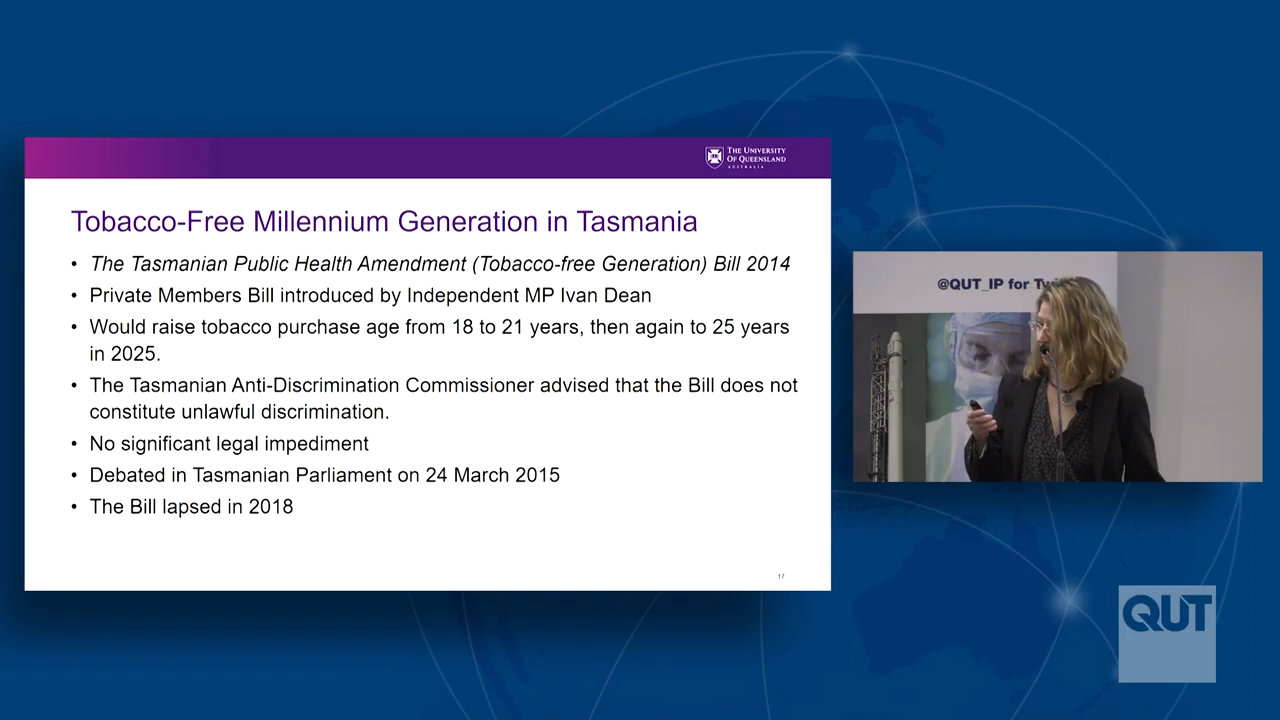 THE UNIVERSITY
OF QUEENSLAND
AUSTRALIA
Tobacco-Free Millennium Generation in Tasmania
• The Tasmanian Public Health Amendment (Tobacco-free Generation) Bill 2014
• Private Members Bill introduced by Independent MP Ivan Dean
• Would raise tobacco purchase age from 18 to 21 years, then again to 25 years
in 2025.
• The Tasmanian Anti-Discrimination Commissioner advised that the Bill does not
constitute unlawful discrimination.
• No significant legal impediment
• Debated in Tasmanian Parliament on 24 March 2015
• The Bill lapsed in 2018
17
@QUT_IP for
QUT